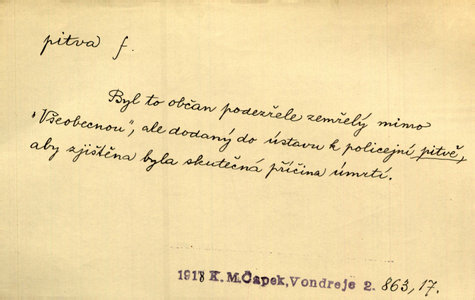 pitva f.
Byl to občan podezřele zemřelý mimo
"Všeobecnou", ale dodaný do ústavu k policejní pitvě,
aby zjištěna byla skutečná příčina úmrtí.
1918 K. M. Čapek, Vondreje 2. 863, 17.